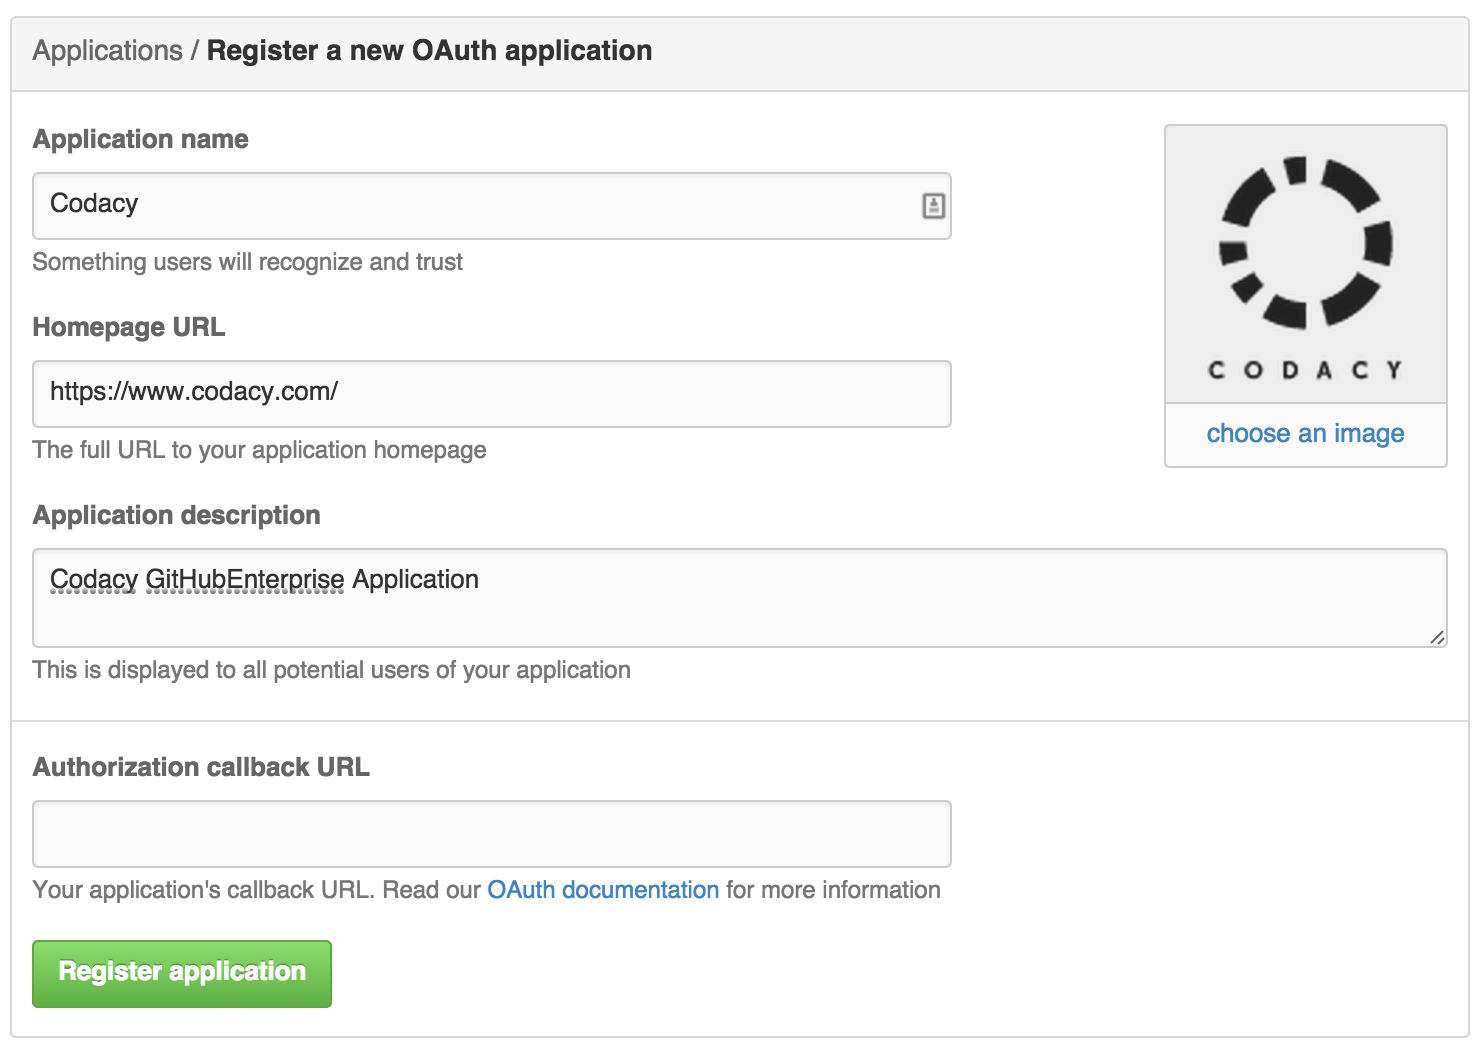 Applications / Register a new OAuth application
Application name
Codacy
Something users will recognize and trust
Homepage URL
https://www.codacy.com/
The full URL to your application homepage
CODACY
choose an image
Application description
Codacy GitHubEnterprise Application
This is displayed to all potential users of your application
Authorization callback URL
Your application's callback URL. Read our OAuth documentation for more information
Register application